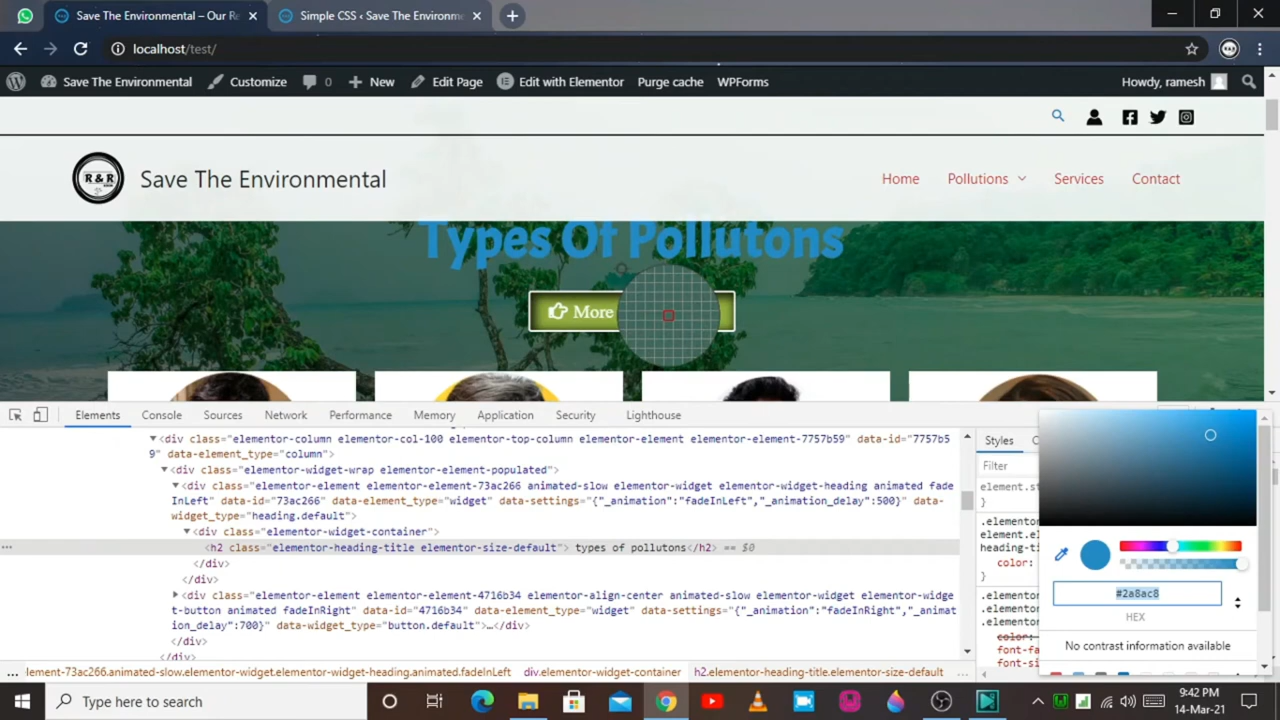 Save The Environmental – Our Re
Simple CSS ‹ Save The Environme
localhost/test/
Save The Environmental
Customize
0
New
Edit Page
Edit with Elementor
Purge cache
WPForms
Howdy, ramesh
R & R
Save The Environmental
Home
Pollutions
Services
Contact
Types Of Pollutons
More
Elements
Console
Sources
Network
Performance
Memory
Application
Security
Lighthouse
<div class="elementor-column elementor-col-100 elementor-top-column elementor-element elementor-element-7757b59" data-id="7757b5
9" data-element_type="column">
<div class="elementor-widget-wrap elementor-element-populated">
<div class="elementor-element elementor-element-73ac266 animated-slow elementor-widget elementor-widget-heading animated fade
InLeft" data-id="73ac266" data-element_type="widget" data-settings="{"_animation":"fadeInLeft","_animation_delay":500}" data-
widget_type="heading.default">
<div class="elementor-widget-container">
<h2 class="elementor-heading-title elementor-size-default"> types of pollutons</h2> == $0
</div>
</div>
<div class="elementor-element elementor-element-4716b34 elementor-align-center animated-slow elementor-widget elementor-widge
t-button animated fadeInRight" data-id="4716b34" data-element_type="widget" data-settings="{"_animation":"fadeInRight","_animat
ion_delay":700}" data-widget_type="button.default">…</div>
</div>
</div>
... lement-73ac266.animated-slow.elementor-widget.elementor-widget-heading.animated.fadeInLeft
div.elementor-widget-container
h2.elementor-heading-title.elementor-size-default
...
Styles
Filter
element.st
}
.elemento
element.el
heading-ti
color:
}
.elemento
.elemento
.elemento
color:
font-fa
font-si
#2a8ac8
HEX
No contrast information available
Type here to search
9:42 PM
14-Mar-21